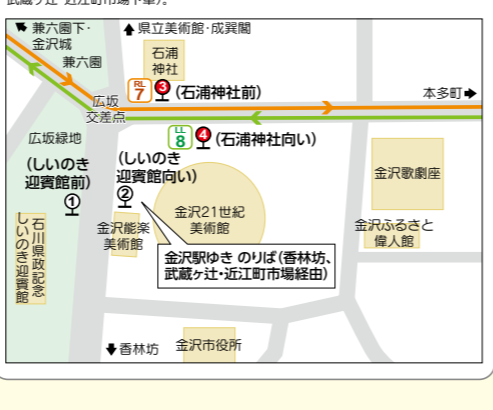 武蔵ヶ辻・近江町市場下車)。
兼六園下・
金沢城
県立美術館・成巽閣
兼六園
石浦
神社
RL
7
3
(石浦神社前)
本多町
広坂
交差点
LL
8
4
(石浦神社向い)
広坂緑地
(しいのき
迎賓館前)
①
(しいのき
迎賓館向い)
②
金沢歌劇座
金沢21世紀
美術館
金沢能楽
美術館
金沢ふるさと
偉人館
石川県政記念
しいのき迎賓館
金沢駅ゆき のりば(香林坊、
武蔵ヶ辻・近江町市場経由)
香林坊
金沢市役所